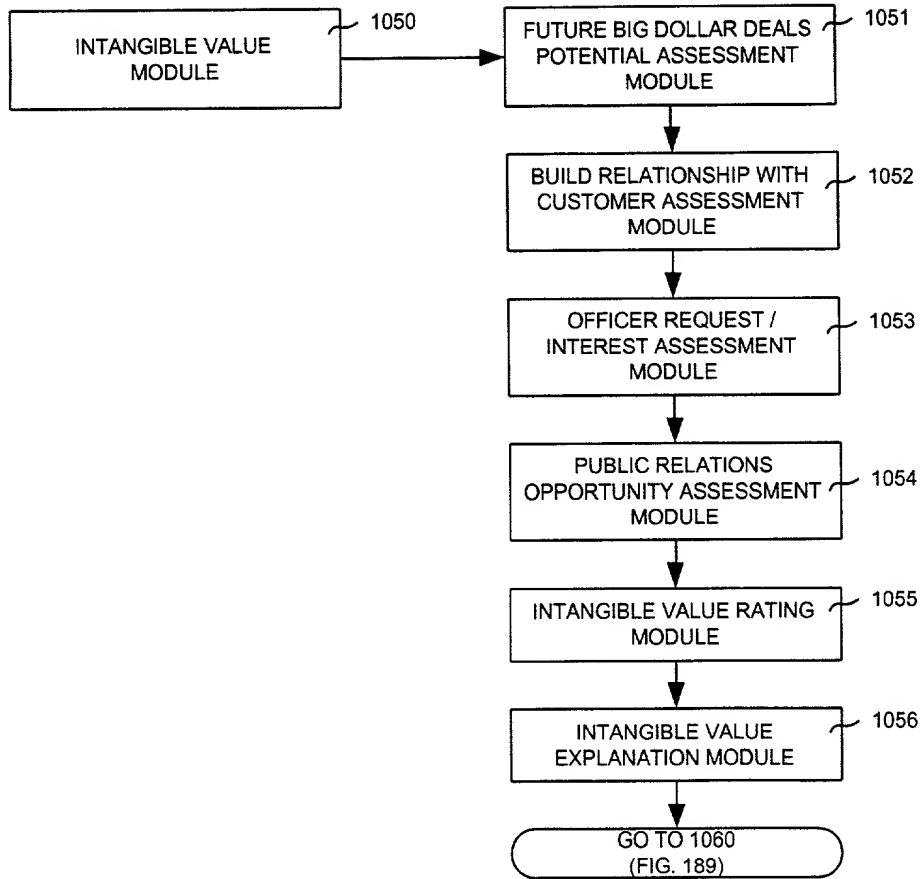 INTANGIBLE VALUE
MODULE
1050
FUTURE BIG DOLLAR DEALS
POTENTIAL ASSESSMENT
MODULE
1051
BUILD RELATIONSHIP WITH
CUSTOMER ASSESSMENT
MODULE
1052
OFFICER REQUEST /
INTEREST ASSESSMENT
MODULE
1053
PUBLIC RELATIONS
OPPORTUNITY ASSESSMENT
MODULE
1054
INTANGIBLE VALUE RATING
MODULE
1055
INTANGIBLE VALUE
EXPLANATION MODULE
1056
GO TO 1060
(FIG. 189)